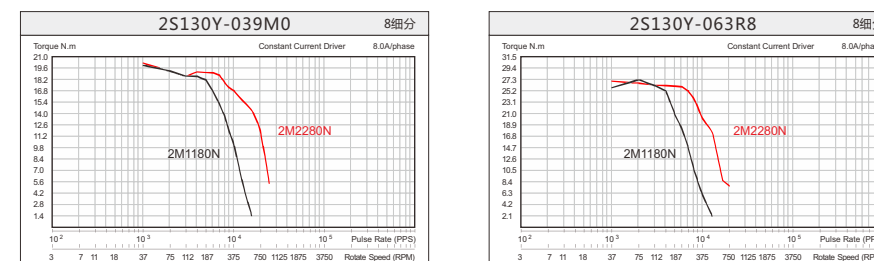 2S130Y-039M0 8细分
Torque N.m Constant Current Driver 8.0A/phase
21.0
19.6
18.2
16.8
15.4
14.0
12.6
11.2
9.8
8.4
7.0
5.6
4.2
2.8
1.4
2M2280N
2M1180N
10² 10³ 10⁴ 10⁵ Pulse Rate (PPS)
3 7 11 18 37 75 112 187 375 750 1125 1875 3750 Rotate Speed (RPM)
2S130Y-063R8 8细分
Torque N.m Constant Current Driver 8.0A/pha
31.5
29.4
27.3
25.2
23.1
21.0
18.9
16.8
14.7
12.6
10.5
8.4
6.3
4.2
2.1
2M2280N
2M1180N
10² 10³ 10⁴ 10⁵ Pulse Rate (PP
3 7 11 18 37 75 112 187 375 750 1125 1875 3750 Rotate Speed (RPM)